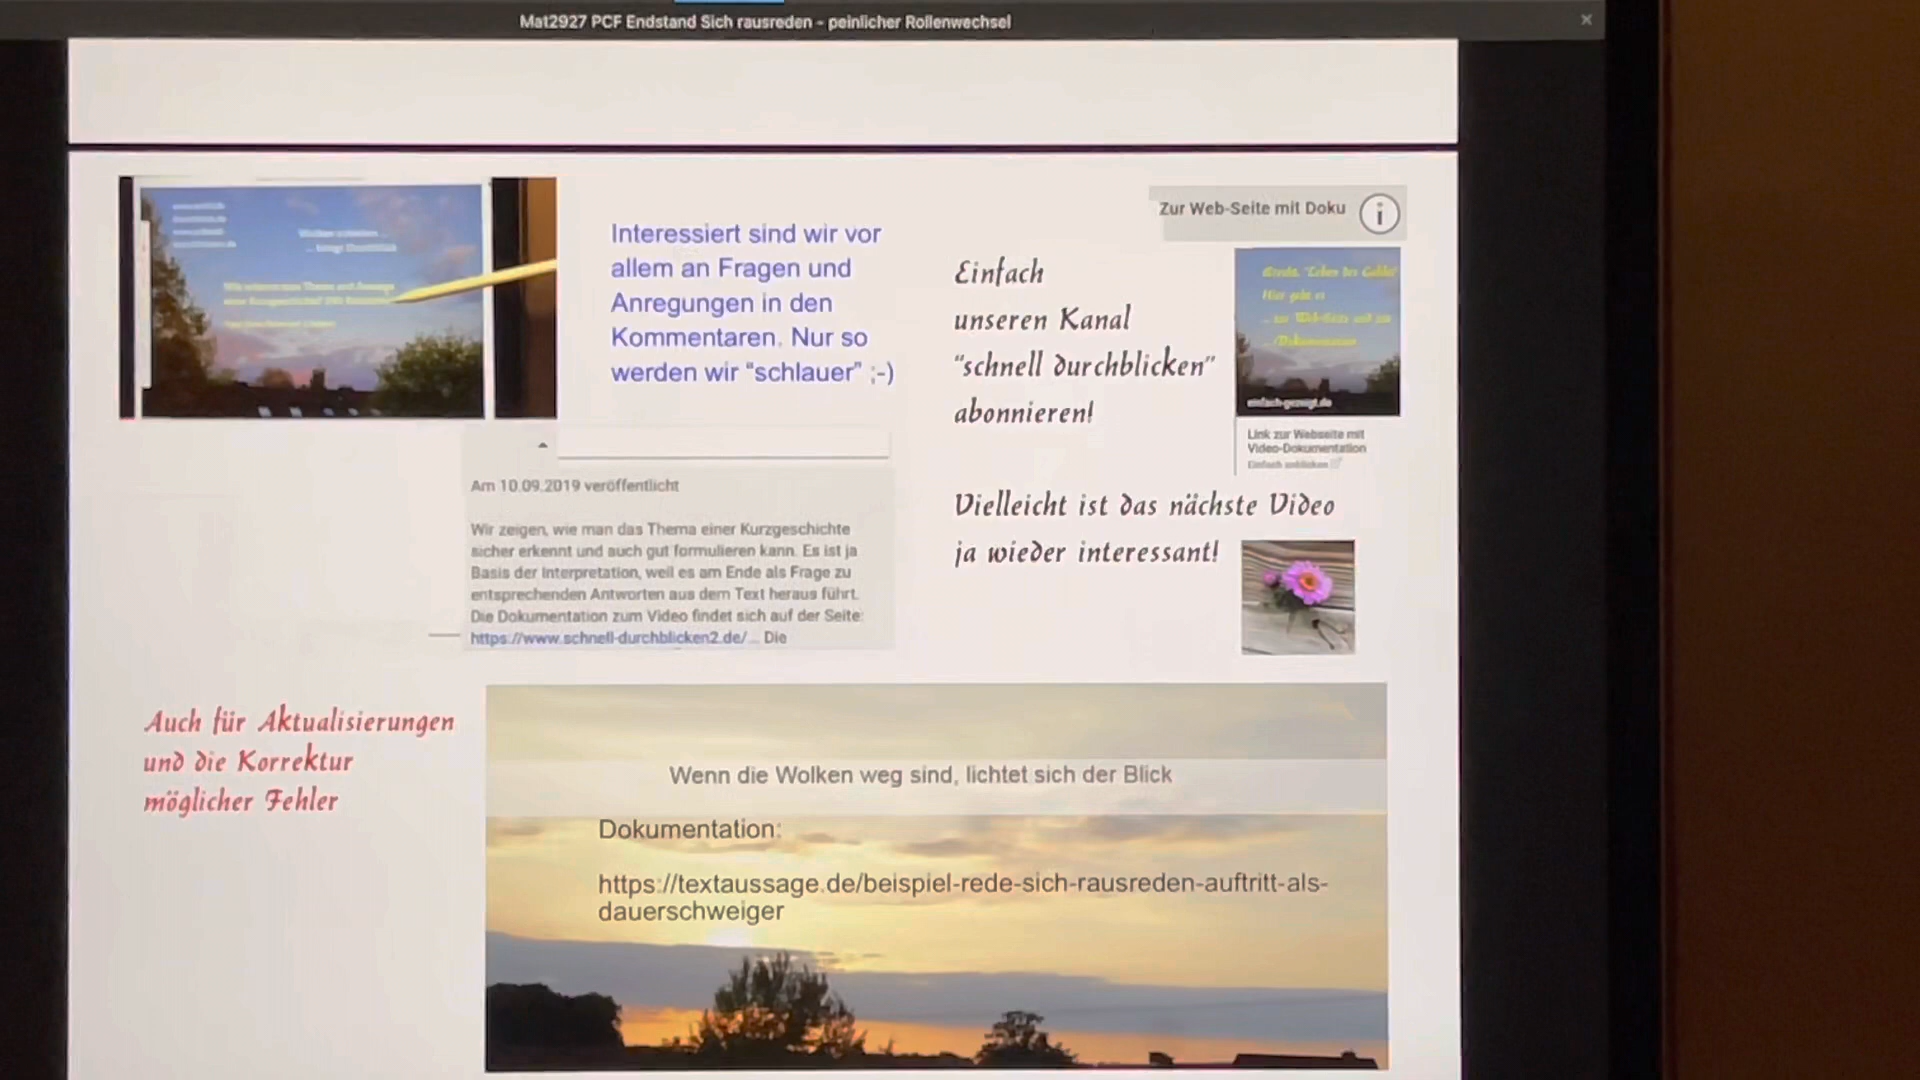 Mat2927 PCF Endstand Sich rausreden - peinlicher Rollenwechsel
Interessiert sind wir vor
allem an Fragen und
Anregungen in den
Kommentaren. Nur so
werden wir “schlauer” ;-)
Einfach
unseren Kanal
“schnell durchblicken”
abonnieren!
Zur Web-Seite mit Doku
einfach-gezeigt.de
Link zur Webseite mit
Video-Dokumentation
Einfach anklicken
Vielleicht ist das nächste Video
ja wieder interessant!
Am 10.09.2019 veröffentlicht
Wir zeigen, wie man das Thema einer Kurzgeschichte
sicher erkennt und auch gut formulieren kann. Es ist ja
Basis der Interpretation, weil es am Ende als Frage zu
entsprechenden Antworten aus dem Text heraus führt.
Die Dokumentation zum Video findet sich auf der Seite:
https://www.schnell-durchblicken2.de/... Die
Auch für Aktualisierungen
und die Korrektur
möglicher Fehler
Wenn die Wolken weg sind, lichtet sich der Blick
Dokumentation:
https://textaussage.de/beispiel-rede-sich-rausreden-auftritt-als-
dauerschweiger